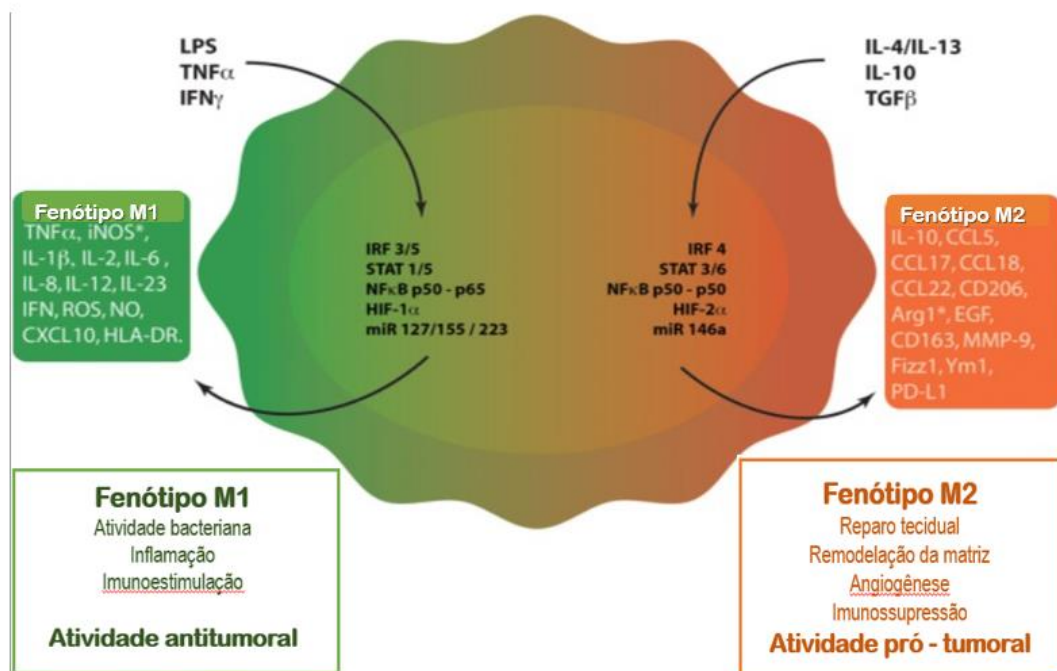 LPS
TNFα
IFNγ
IL-4/IL-13
IL-10
TGFβ
Fenótipo M1
TNFα, iNOS*,
IL-1β, IL-2, IL-6 ,
IL-8, IL-12, IL-23
IFN, ROS, NO,
CXCL10, HLA-DR.
IRF 3/5
STAT 1/5
NFκB p50 - p65
HIF-1α
miR 127/155 / 223
IRF 4
STAT 3/6
NFκB p50 - p50
HIF-2α
miR 146a
Fenótipo M2
IL-10, CCL5,
CCL17, CCL18,
CCL22, CD206,
Arg1*, EGF,
CD163, MMP-9,
Fizz1, Ym1,
PD-L1
Fenótipo M1
Atividade bacteriana
Inflamação
Imunoestimulação
Atividade antitumoral
Fenótipo M2
Reparo tecidual
Remodelação da matriz
Angiogênese
Imunossupressão
Atividade pró - tumoral